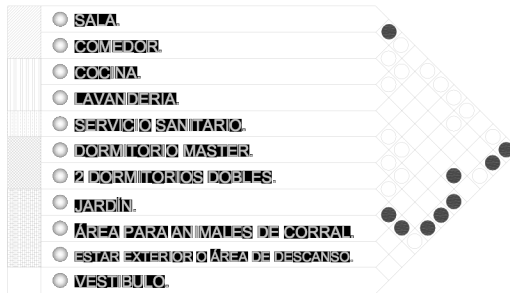 SALA.
COMEDOR.
COCINA.
LAVANDERIA.
SERVICIO SANITARIO.
DORMITORIO MASTER.
2 DORMITORIOS DOBLES.
JARDÍN.
ÁREA PARA ANIMALES DE CORRAL.
ESTAR EXTERIOR O ÁREA DE DESCANSO.
VESTIBULO.